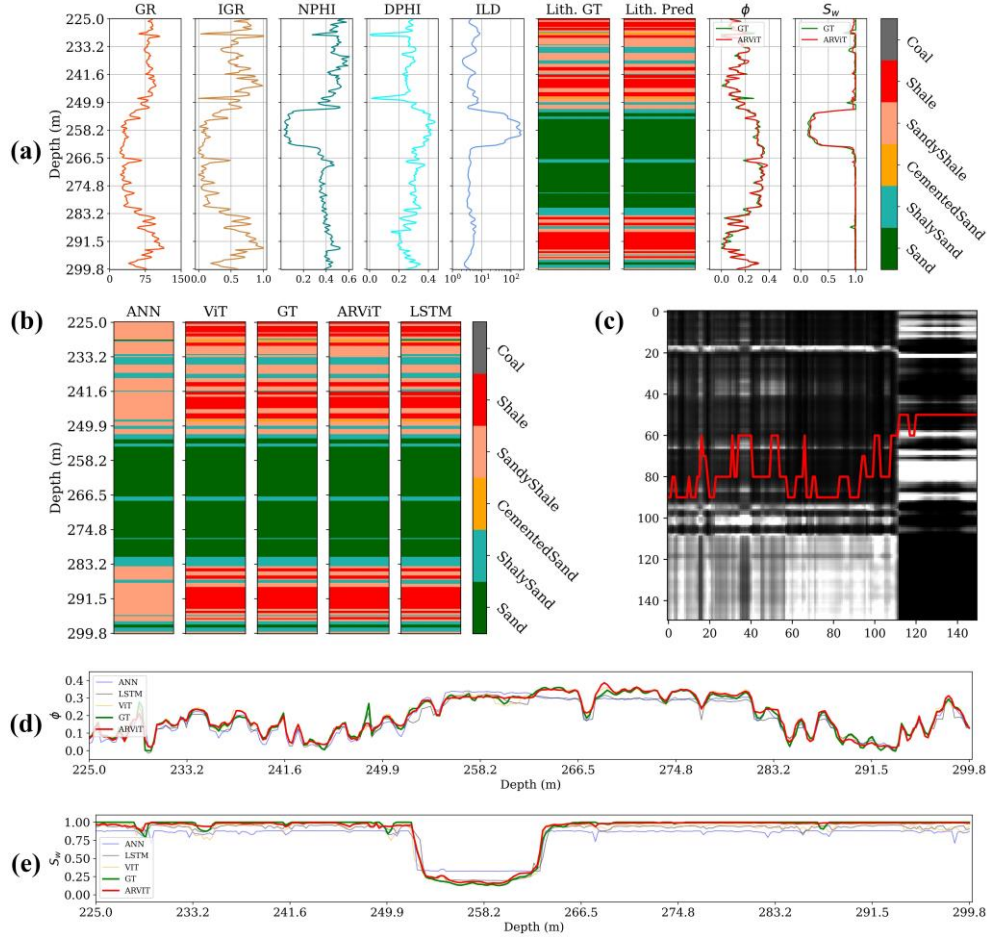 GR IGR NPHI DPHI ILD Lith. GT Lith. Pred ϕ S_w
225.0
233.2
241.6
249.9
258.2
266.5
274.8
283.2
291.5
299.8
Depth (m)
(a)
GT
ARViT
GT
ARViT
0 75 150 0.0 0.5 1.0 0.0 0.2 0.4 0.6 0.0 0.2 0.4 10⁰ 10¹ 10² 0.0 0.2 0.4 0.0 0.5 1.0
Coal
Shale
SandyShale
CementedSand
ShalySand
Sand
(b)
ANN ViT GT ARViT LSTM
225.0
233.2
241.6
249.9
258.2
266.5
274.8
283.2
291.5
299.8
Depth (m)
Coal
Shale
SandyShale
CementedSand
ShalySand
Sand
(c)
0
20
40
60
80
100
120
140
0 20 40 60 80 100 120 140
(d)
ϕ
0.4
0.3
0.2
0.1
0.0
ANN
LSTM
ViT
GT
ARViT
225.0 233.2 241.6 249.9 258.2 266.5 274.8 283.2 291.5 299.8
Depth (m)
(e)
S_w
1.00
0.75
0.50
0.25
0.00
ANN
LSTM
ViT
GT
ARViT
225.0 233.2 241.6 249.9 258.2 266.5 274.8 283.2 291.5 299.8
Depth (m)